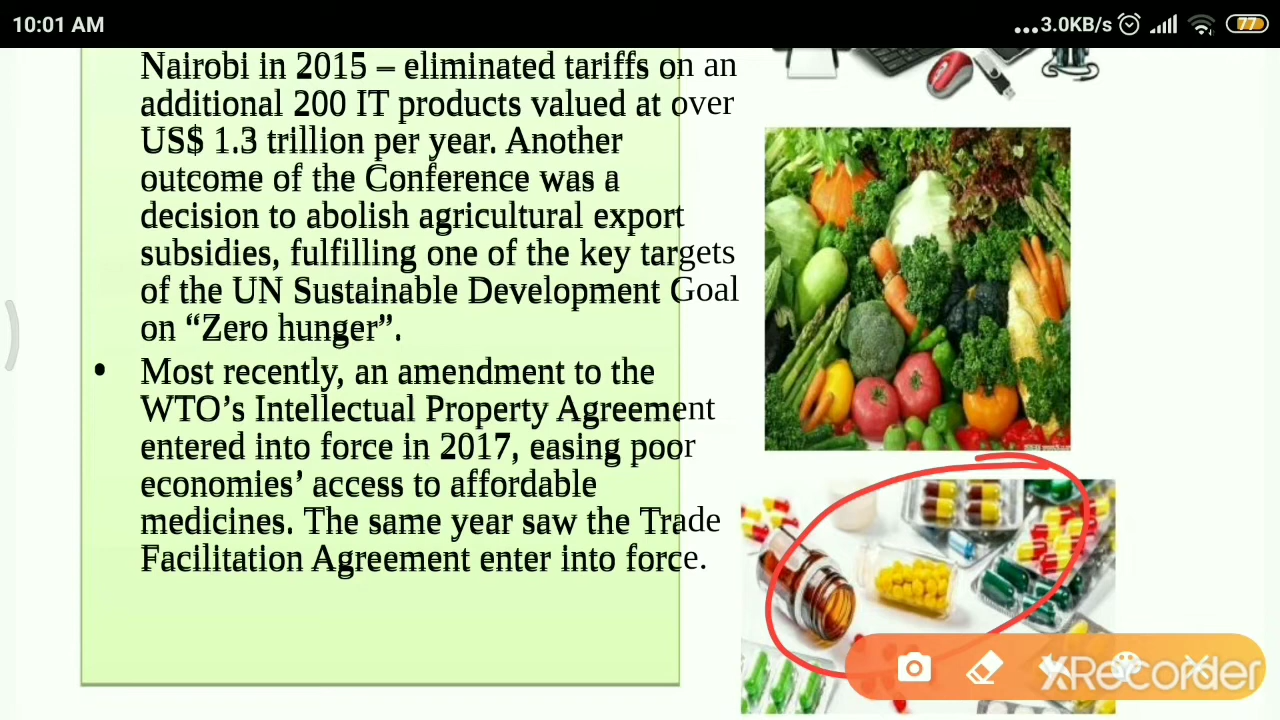 10:01 AM
...3.0KB/s
77
Nairobi in 2015 – eliminated tariffs on an
additional 200 IT products valued at over
US$ 1.3 trillion per year. Another
outcome of the Conference was a
decision to abolish agricultural export
subsidies, fulfilling one of the key targets
of the UN Sustainable Development Goal
on “Zero hunger”.
• Most recently, an amendment to the
WTO’s Intellectual Property Agreement
entered into force in 2017, easing poor
economies’ access to affordable
medicines. The same year saw the Trade
Facilitation Agreement enter into force.
XRecorder